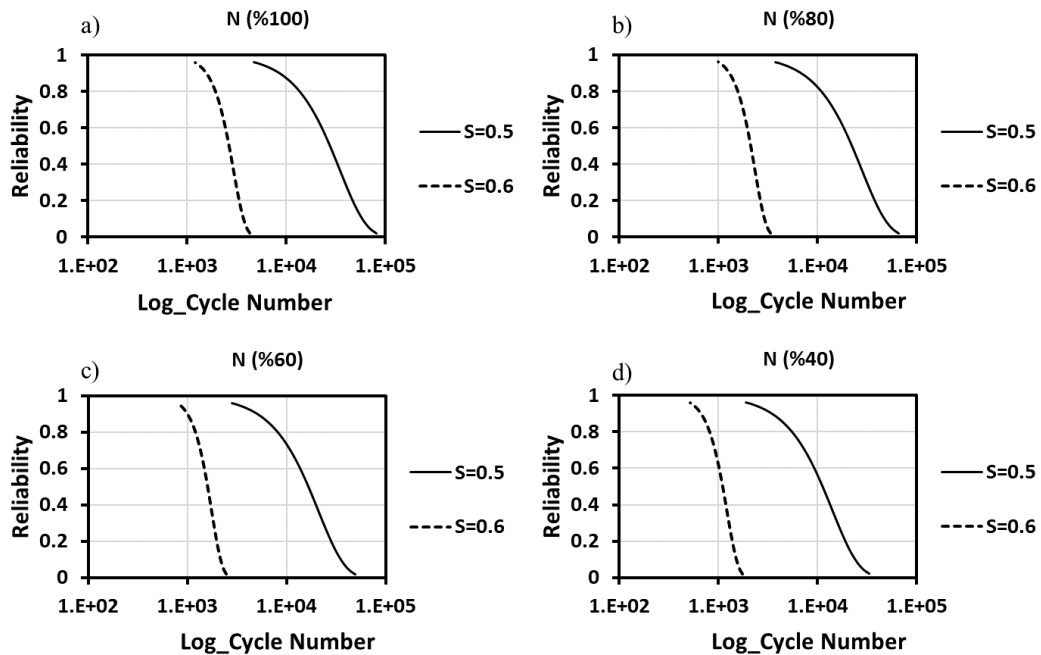 a)
N (%100)
1
0.8
0.6
0.4
0.2
0
Reliability
1.E+02 1.E+03 1.E+04 1.E+05
Log_Cycle Number
S=0.5
S=0.6
b)
N (%80)
1
0.8
0.6
0.4
0.2
0
Reliability
1.E+02 1.E+03 1.E+04 1.E+05
Log_Cycle Number
S=0.5
S=0.6
c)
N (%60)
1
0.8
0.6
0.4
0.2
0
Reliability
1.E+02 1.E+03 1.E+04 1.E+05
Log_Cycle Number
S=0.5
S=0.6
d)
N (%40)
1
0.8
0.6
0.4
0.2
0
Reliability
1.E+02 1.E+03 1.E+04 1.E+05
Log_Cycle Number
S=0.5
S=0.6